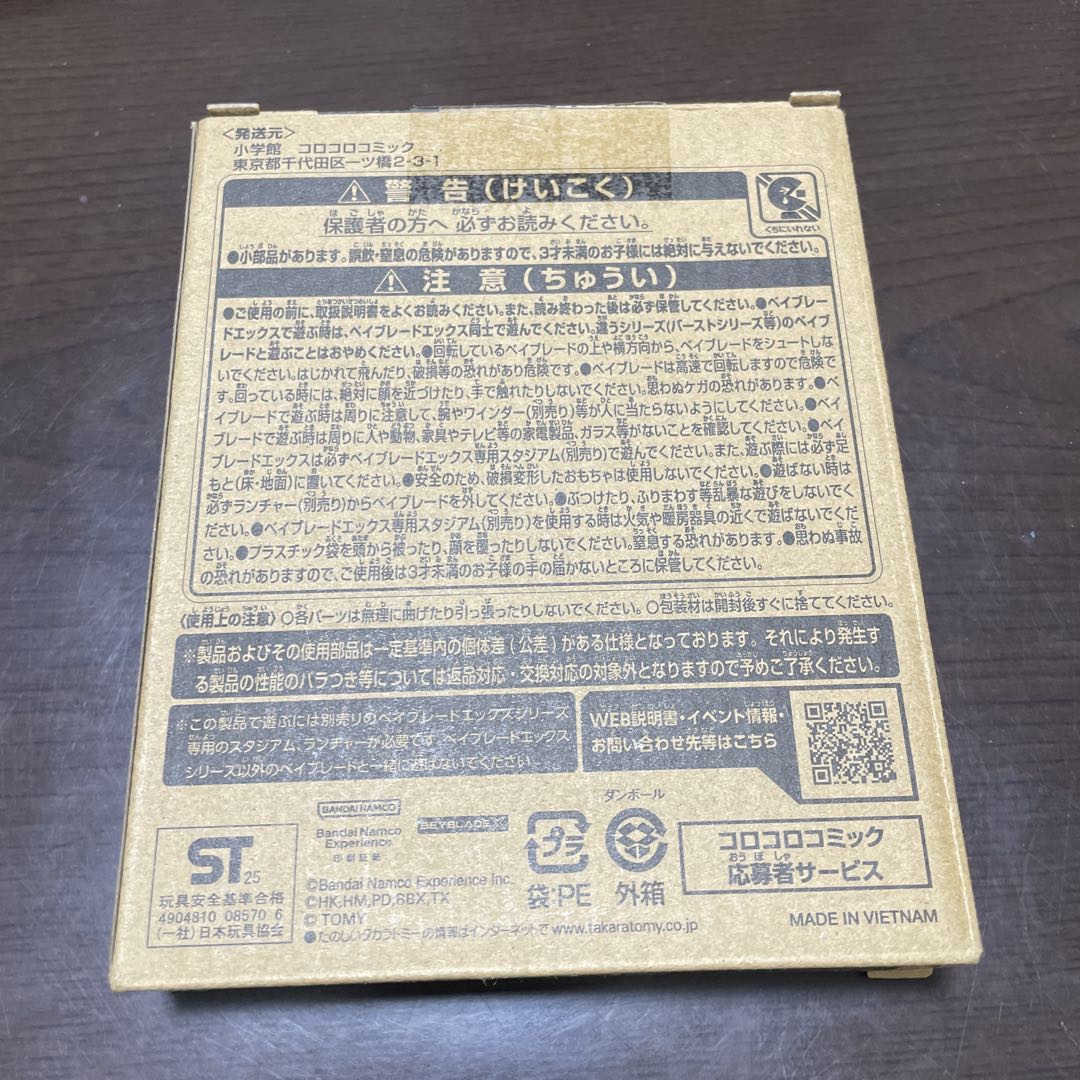 <発送元>
小学館 コロコロコミック
東京都千代田区一ツ橋2-3-1
警告(けいこく)
保護者の方へ必ずお読みください。
くちにいれない
●小部品があります。誤飲・窒息の危険がありますので、3才未満のお子様には絶対に与えないでください。
注意(ちゅうい)
●ご使用の前に、取扱説明書をよくお読みください。また、読み終わった後は必ず保管してください。●ベイブレー
ドエックスで遊ぶ時は、ベイブレードエックス同士で遊んでください。違うシリーズ(バーストシリーズ等)のベイブ
レードと遊ぶことはおやめください。●回転しているベイブレードの上や横方向から、ベイブレードをシュートしな
いでください。はじかれて飛んだり、破損等の恐れがあり危険です。●ベイブレードは高速で回転しますので危険で
す。回っている時には、絶対に顔を近づけたり、手で触れたりしないでください。思わぬケガの恐れがあります。●ベ
イブレードで遊ぶ時は周りに注意して、腕やワインダー(別売り)等が人に当たらないようにしてください。●ベイ
ブレードで遊ぶ時は周りに人や動物、家具やテレビ等の家電製品、ガラス等がないことを確認してください。●ベイ
ブレードエックスは必ずベイブレードエックス専用スタジアム(別売り)で遊んでください。また、遊ぶ際には必ず足
もと(床・地面)に置いてください。●安全のため、破損変形したおもちゃは使用しないでください。●遊ばない時は
必ずランチャー(別売り)からベイブレードを外してください。●ぶつけたり、ふりまわす等乱暴な遊びをしないでくだ
さい。●ベイブレードエックス専用スタジアム(別売り)を使用する時は火気や暖房器具の近くで遊ばないでくだ
さい。●プラスチック袋を頭から被ったり、顔を覆ったりしないでください。窒息する恐れがあります。●思わぬ事故
の恐れがありますので、ご使用後は3才未満のお子様の手の届かないところに保管してください。
〈使用上の注意〉○各パーツは無理に曲げたり引っ張ったりしないでください。○包装材は開封後すぐに捨ててください。
※製品およびその使用部品は一定基準内の個体差(公差)がある仕様となっております。それにより発生す
る製品の性能のバラつき等については返品対応・交換対応の対象外となりますので予めご了承ください。
※この製品で遊ぶには別売りのベイブレードエックスシリーズ
専用のスタジアム、ランチャーが必要です。ベイブレードエックス
シリーズ以外のベイブレードと一緒に遊ばないでください。
WEB説明書・イベント情報・
お問い合わせ先等はこちら
ST 25
玩具安全基準合格
4904810 08570 6
(一社)日本玩具協会
BANDAI NAMCO
Bandai Namco
Experience
印刷証紙
BEYBLADE X
プラ
袋:PE
ダンボール
外箱
コロコロコミック
応募者サービス
©Bandai Namco Experience Inc.
©HK,HM,PD,BBX,TX
© TOMY
●たのしいタカラトミーの情報はインターネットで www.takaratomy.co.jp
MADE IN VIETNAM